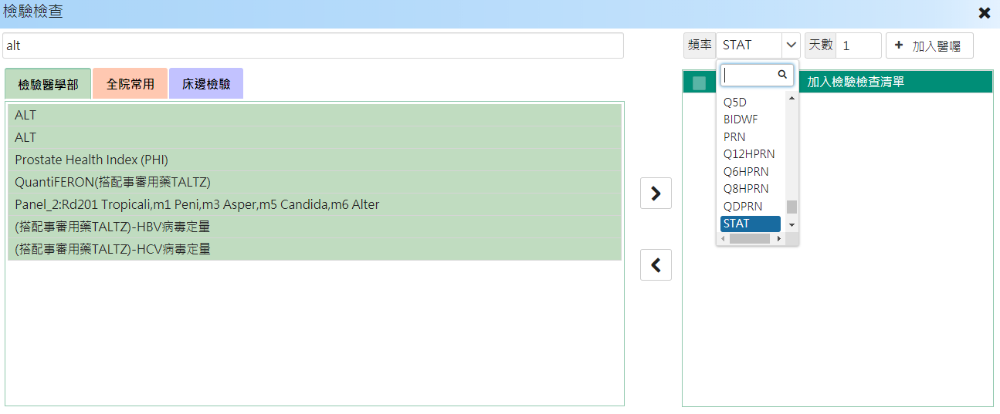 檢驗檢查
alt
頻率 STAT 天數 1 加入醫囑
檢驗醫學部 全院常用 床邊檢驗
加入檢驗檢查清單
ALT
ALT
Prostate Health Index (PHI)
QuantiFERON(搭配事審用藥TALTZ)
Panel_2:Rd201 Tropicali,m1 Peni,m3 Asper,m5 Candida,m6 Alter
(搭配事審用藥TALTZ)-HBV病毒定量
(搭配事審用藥TALTZ)-HCV病毒定量
Q5D
BIDWF
PRN
Q12HPRN
Q6HPRN
Q8HPRN
QDPRN
STAT